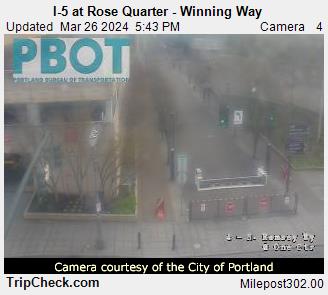 I-5 at Rose Quarter - Winning Way
Updated Mar 26 2024 5:43 PM Camera 4
PBOT
PORTLAND BUREAU OF TRANSPORTATION
Camera courtesy of the City of Portland
TripCheck.com Milepost302.00